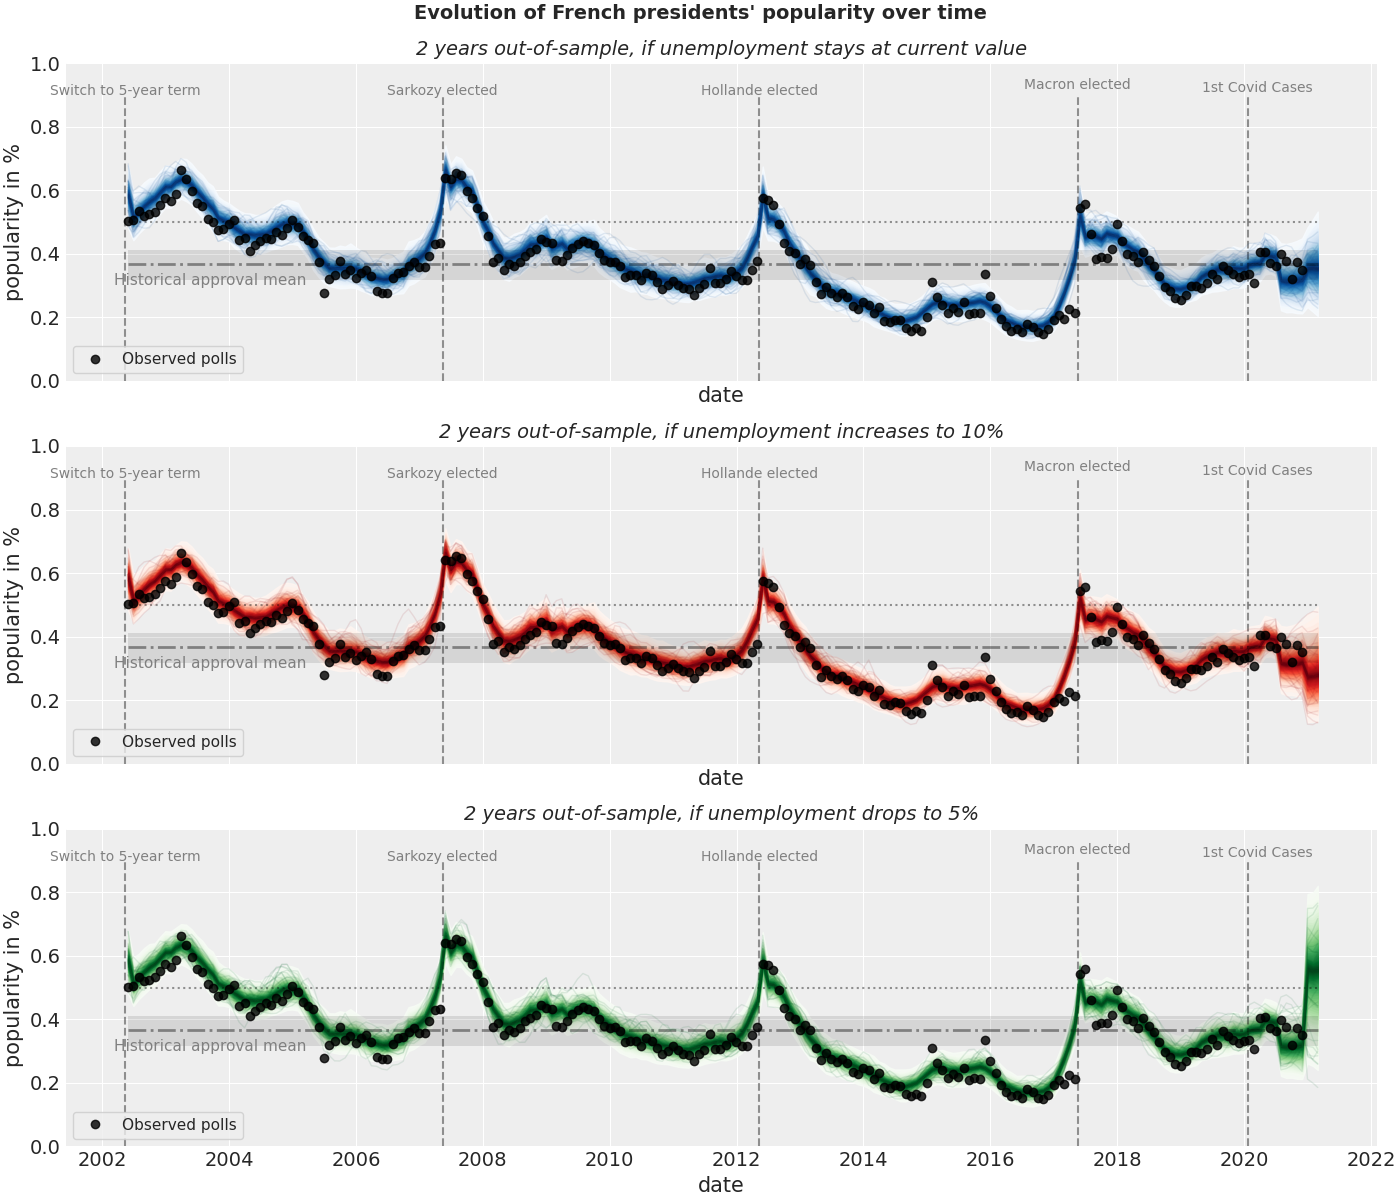 Evolution of French presidents' popularity over time
2 years out-of-sample, if unemployment stays at current value
1.0
Switch to 5-year term
Sarkozy elected
Hollande elected
Macron elected
1st Covid Cases
0.8
0.6
0.4
0.2
0.0
popularity in %
Historical approval mean
Observed polls
date
2 years out-of-sample, if unemployment increases to 10%
1.0
Switch to 5-year term
Sarkozy elected
Hollande elected
Macron elected
1st Covid Cases
0.8
0.6
0.4
0.2
0.0
popularity in %
Historical approval mean
Observed polls
date
2 years out-of-sample, if unemployment drops to 5%
1.0
Switch to 5-year term
Sarkozy elected
Hollande elected
Macron elected
1st Covid Cases
0.8
0.6
0.4
0.2
0.0
popularity in %
Historical approval mean
Observed polls
2002 2004 2006 2008 2010 2012 2014 2016 2018 2020 2022
date